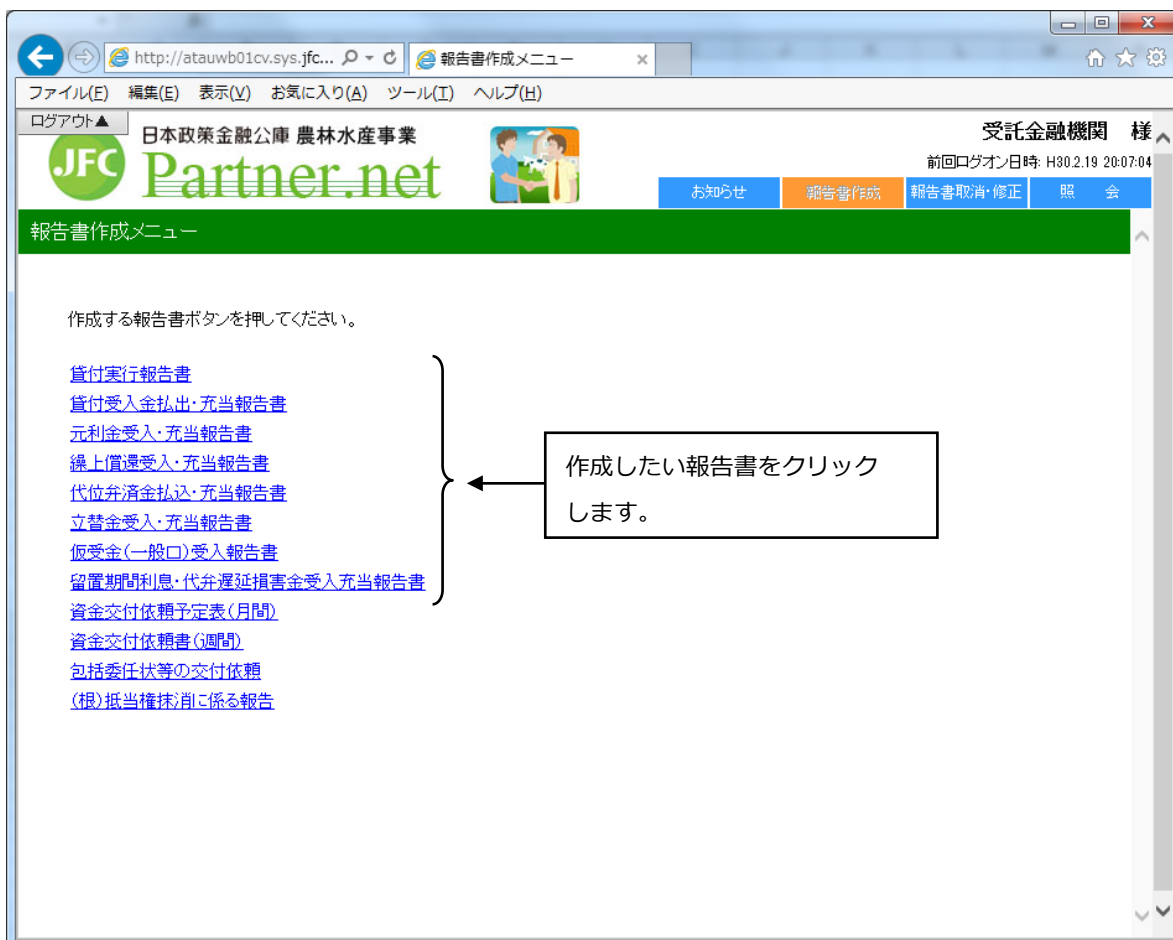 http://atauwb01cv.sys.jfc... 報告書作成メニュー
ファイル(F) 編集(E) 表示(V) お気に入り(A) ツール(T) ヘルプ(H)
ログアウト▲
JFC
日本政策金融公庫 農林水産事業
Partner.net
受託金融機関 様
前回ログオン日時: H30.2.19 20:07:04
お知らせ 報告書作成 報告書取消・修正 照 会
報告書作成メニュー
作成する報告書ボタンを押してください。
貸付実行報告書
貸付受入金払出・充当報告書
元利金受入・充当報告書
繰上償還受入・充当報告書
代位弁済金払込・充当報告書
立替金受入・充当報告書
仮受金(一般口)受入報告書
留置期間利息・代弁遅延損害金受入充当報告書
資金交付依頼予定表(月間)
資金交付依頼書(週間)
包括委任状等の交付依頼
(根)抵当権抹消に係る報告
作成したい報告書をクリック
します。